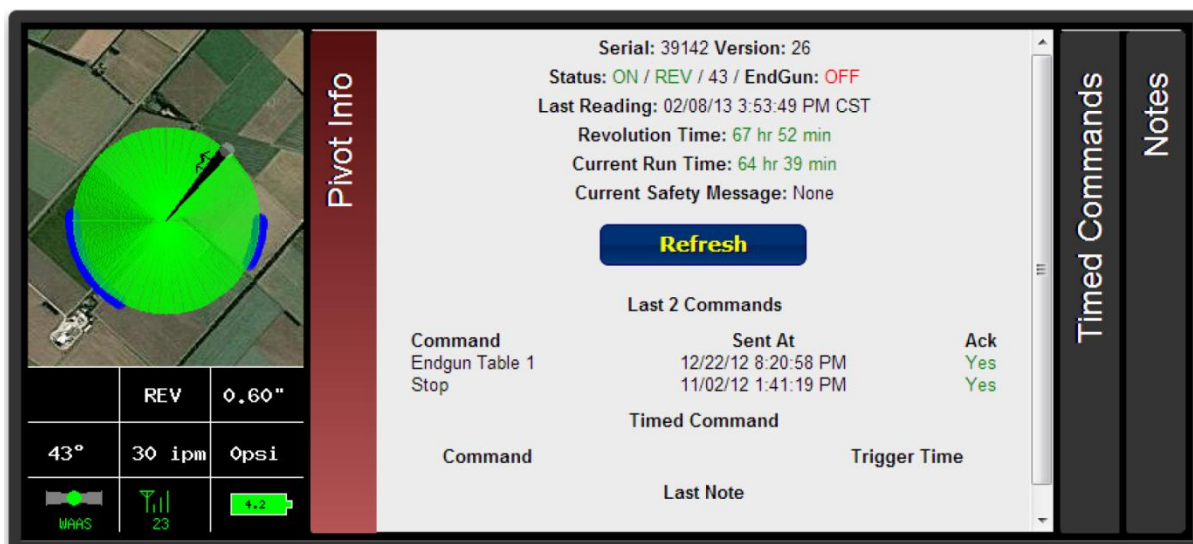 Pivot Info
Serial: 39142 Version: 26
Status: ON / REV / 43 / EndGun: OFF
Last Reading: 02/08/13 3:53:49 PM CST
Revolution Time: 67 hr 52 min
Current Run Time: 64 hr 39 min
Current Safety Message: None
Refresh
Last 2 Commands
Command Sent At Ack
Endgun Table 1 12/22/12 8:20:58 PM Yes
Stop 11/02/12 1:41:19 PM Yes
Timed Command
Command Trigger Time
Last Note
REV 0.60"
43° 30 ipm 0psi
WAAS 23 4.2
Timed Commands
Notes